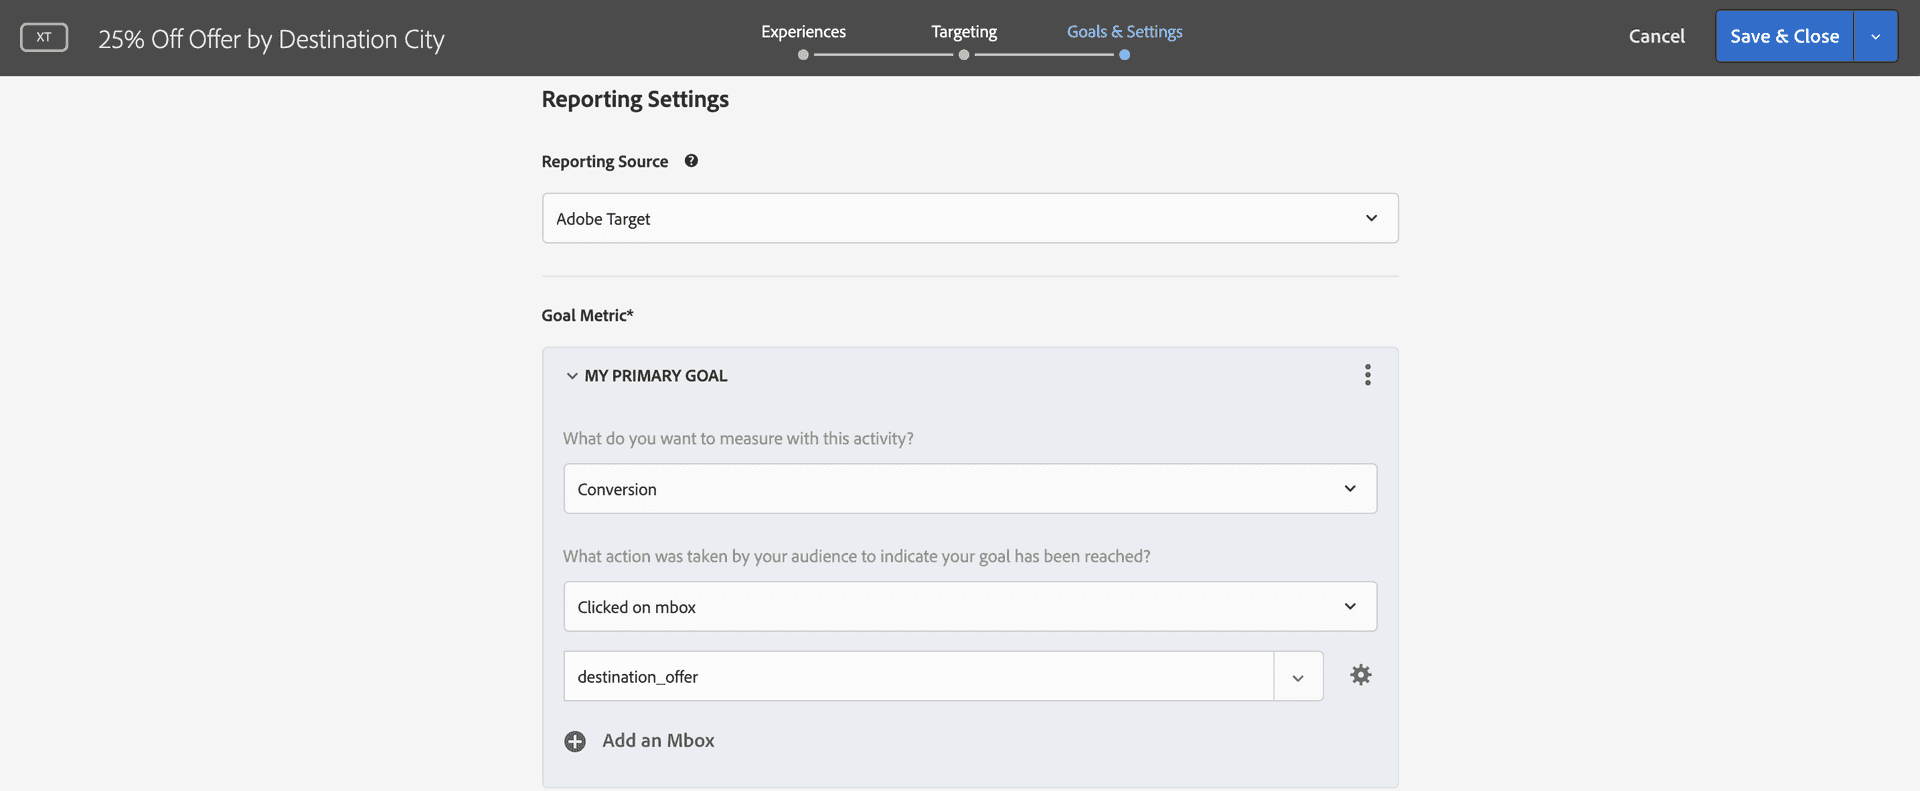 XT
25% Off Offer by Destination City
Experiences
Targeting
Goals & Settings
Cancel
Save & Close
Reporting Settings
Reporting Source
Adobe Target
Goal Metric*
MY PRIMARY GOAL
What do you want to measure with this activity?
Conversion
What action was taken by your audience to indicate your goal has been reached?
Clicked on mbox
destination_offer
Add an Mbox